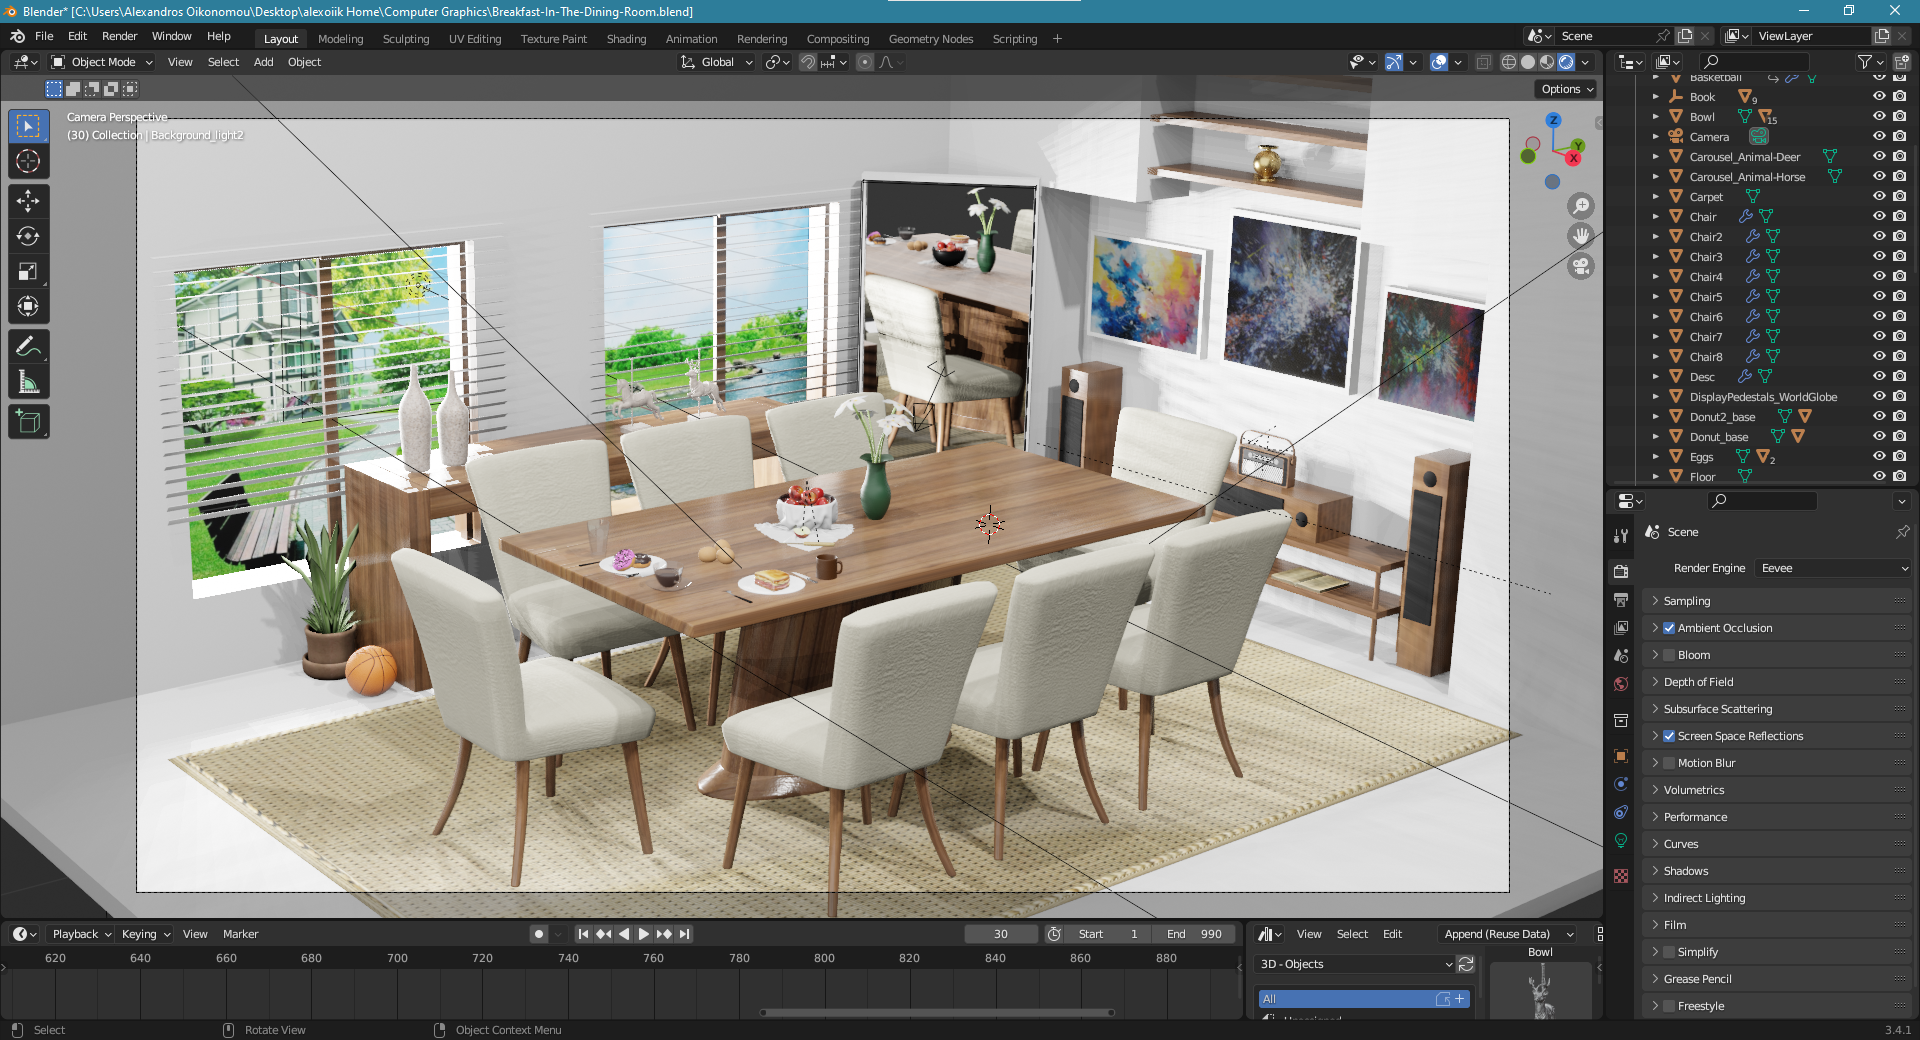 Blender* [C:\Users\Alexandros Oikonomou\Desktop\alexoiik Home\Computer Graphics\Breakfast-In-The-Dining-Room.blend]
File Edit Render Window Help Layout Modeling Sculpting UV Editing Texture Paint Shading Animation Rendering Compositing Geometry Nodes Scripting + Scene ViewLayer
Object Mode View Select Add Object Global
Options
Camera Perspective
(30) Collection | Background_light2
Z
Y
X
Basketball
Book 9
Bowl 15
Camera
Carousel_Animal-Deer
Carousel_Animal-Horse
Carpet
Chair
Chair2
Chair3
Chair4
Chair5
Chair6
Chair7
Chair8
Desc
DisplayPedestals_WorldGlobe
Donut2_base
Donut_base
Eggs 2
Floor
Scene
Render Engine Eevee
Sampling
Ambient Occlusion
Bloom
Depth of Field
Subsurface Scattering
Screen Space Reflections
Motion Blur
Volumetrics
Performance
Curves
Shadows
Indirect Lighting
Film
Simplify
Grease Pencil
Freestyle
Playback Keying View Marker 30 Start 1 End 990
620 640 660 680 700 720 740 760 780 800 820 840 860 880
View Select Edit Append (Reuse Data)
3D - Objects
All
Bowl
Select Rotate View Object Context Menu 3.4.1